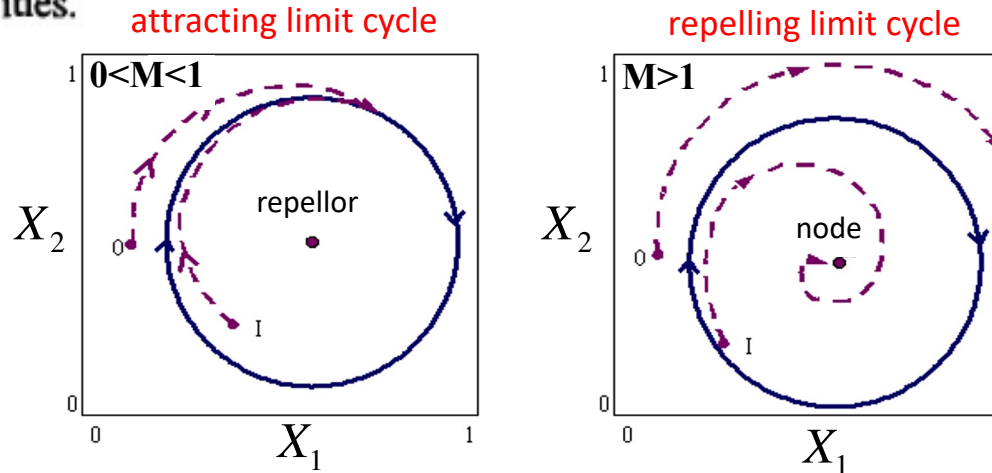 ities.
attracting limit cycle
repelling limit cycle
1
0<M<1
repellor
X₂
O
I
0
0
X₁
1
1
M>1
node
X₂
O
I
0
0
X₁